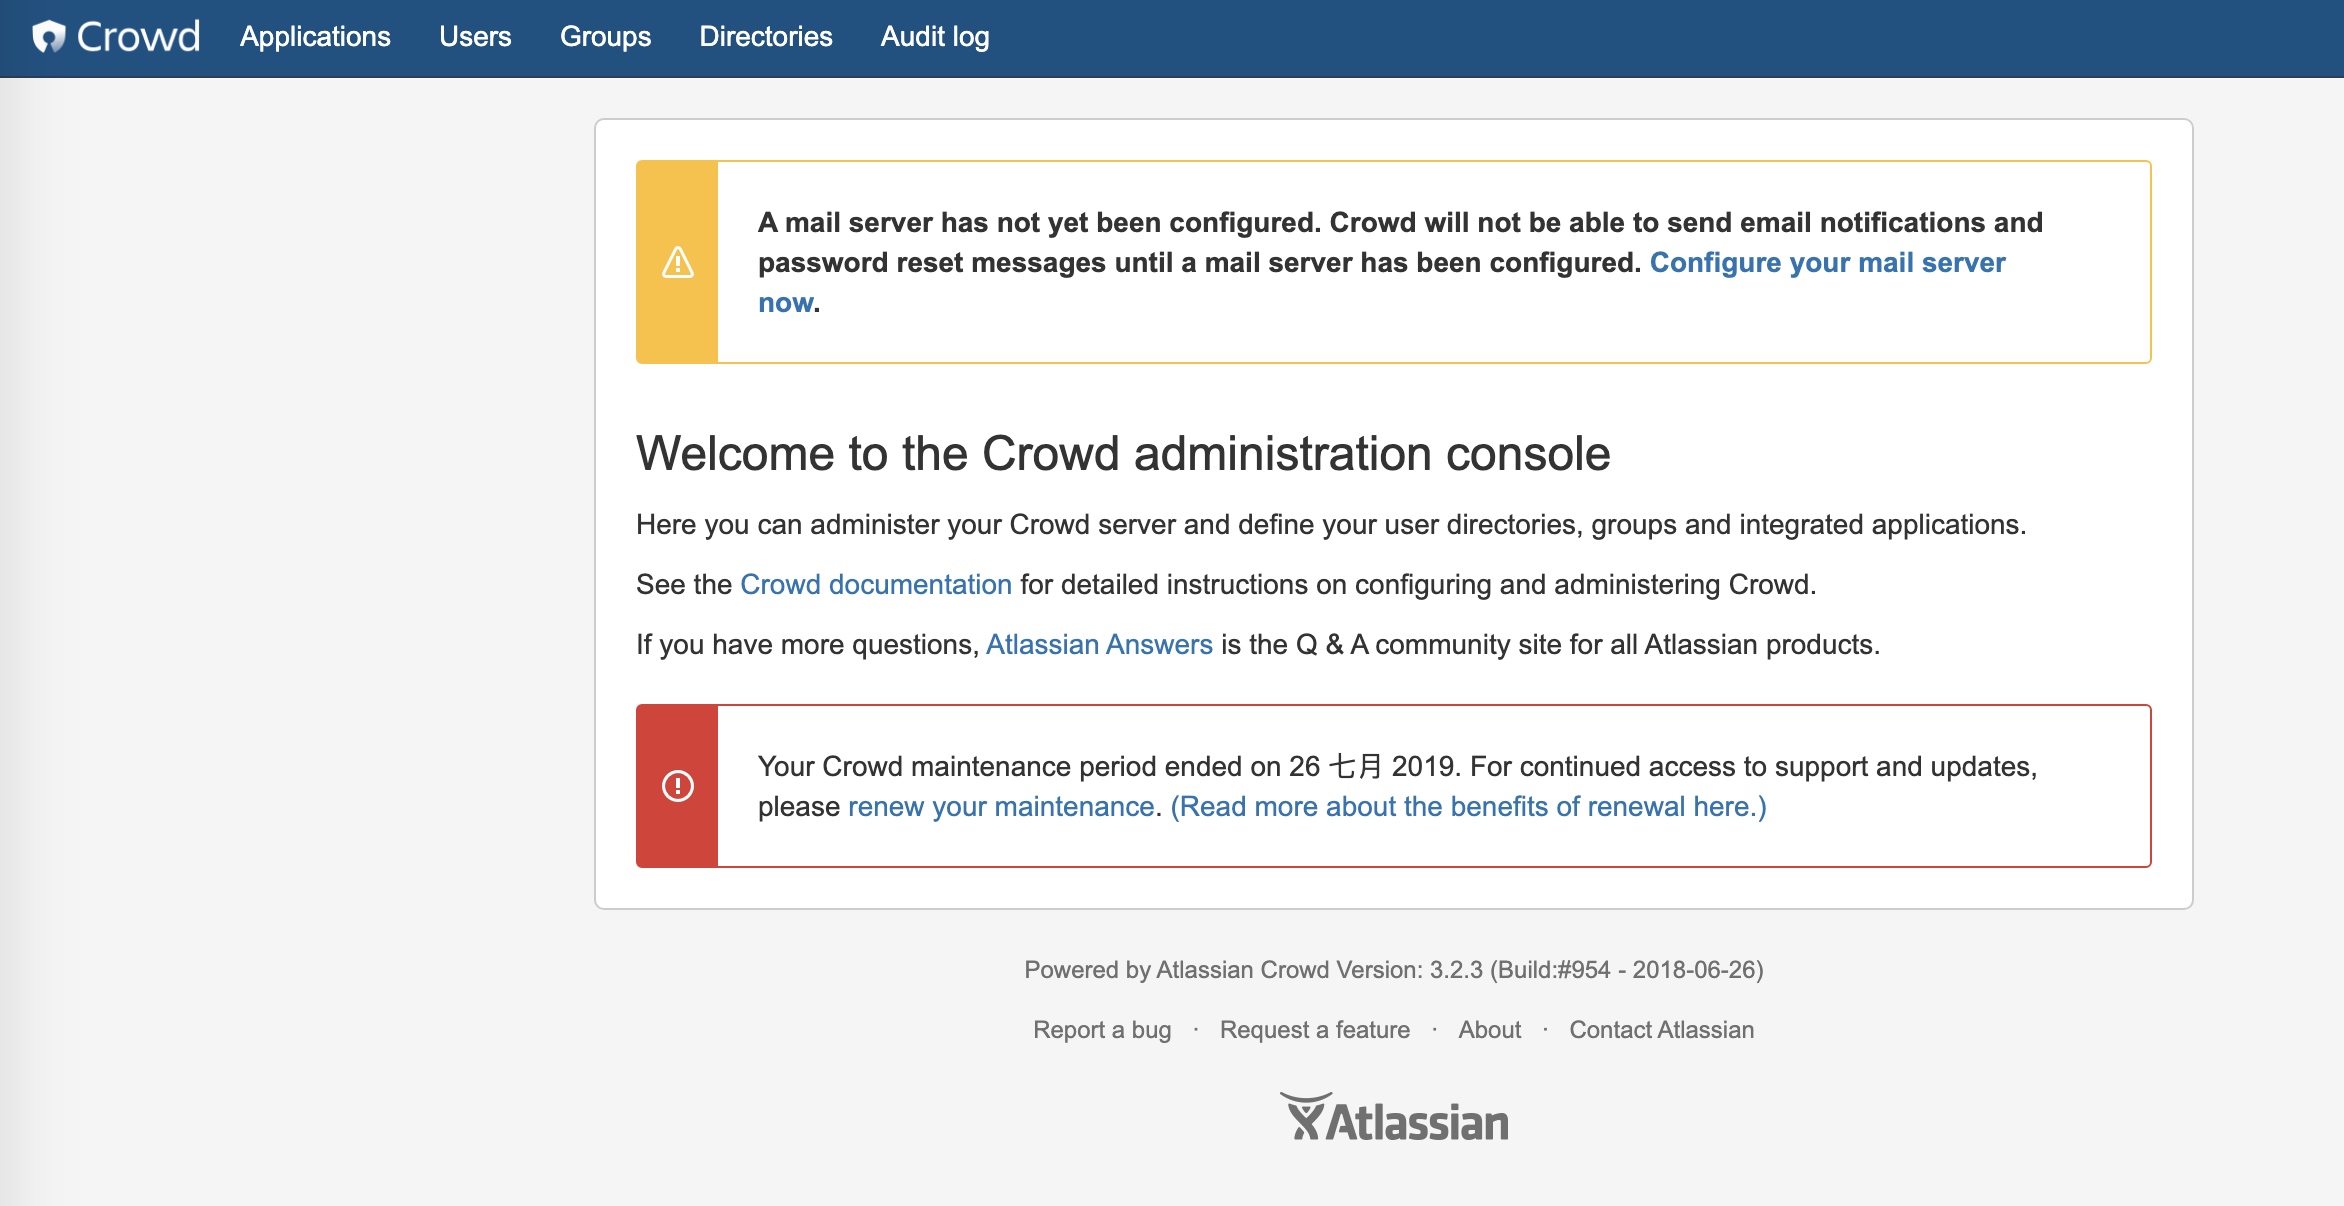 Crowd Applications Users Groups Directories Audit log
A mail server has not yet been configured. Crowd will not be able to send email notifications and
password reset messages until a mail server has been configured. Configure your mail server
now.
Welcome to the Crowd administration console
Here you can administer your Crowd server and define your user directories, groups and integrated applications.
See the Crowd documentation for detailed instructions on configuring and administering Crowd.
If you have more questions, Atlassian Answers is the Q & A community site for all Atlassian products.
Your Crowd maintenance period ended on 26 七月 2019. For continued access to support and updates,
please renew your maintenance. (Read more about the benefits of renewal here.)
Powered by Atlassian Crowd Version: 3.2.3 (Build:#954 - 2018-06-26)
Report a bug · Request a feature · About · Contact Atlassian
Atlassian